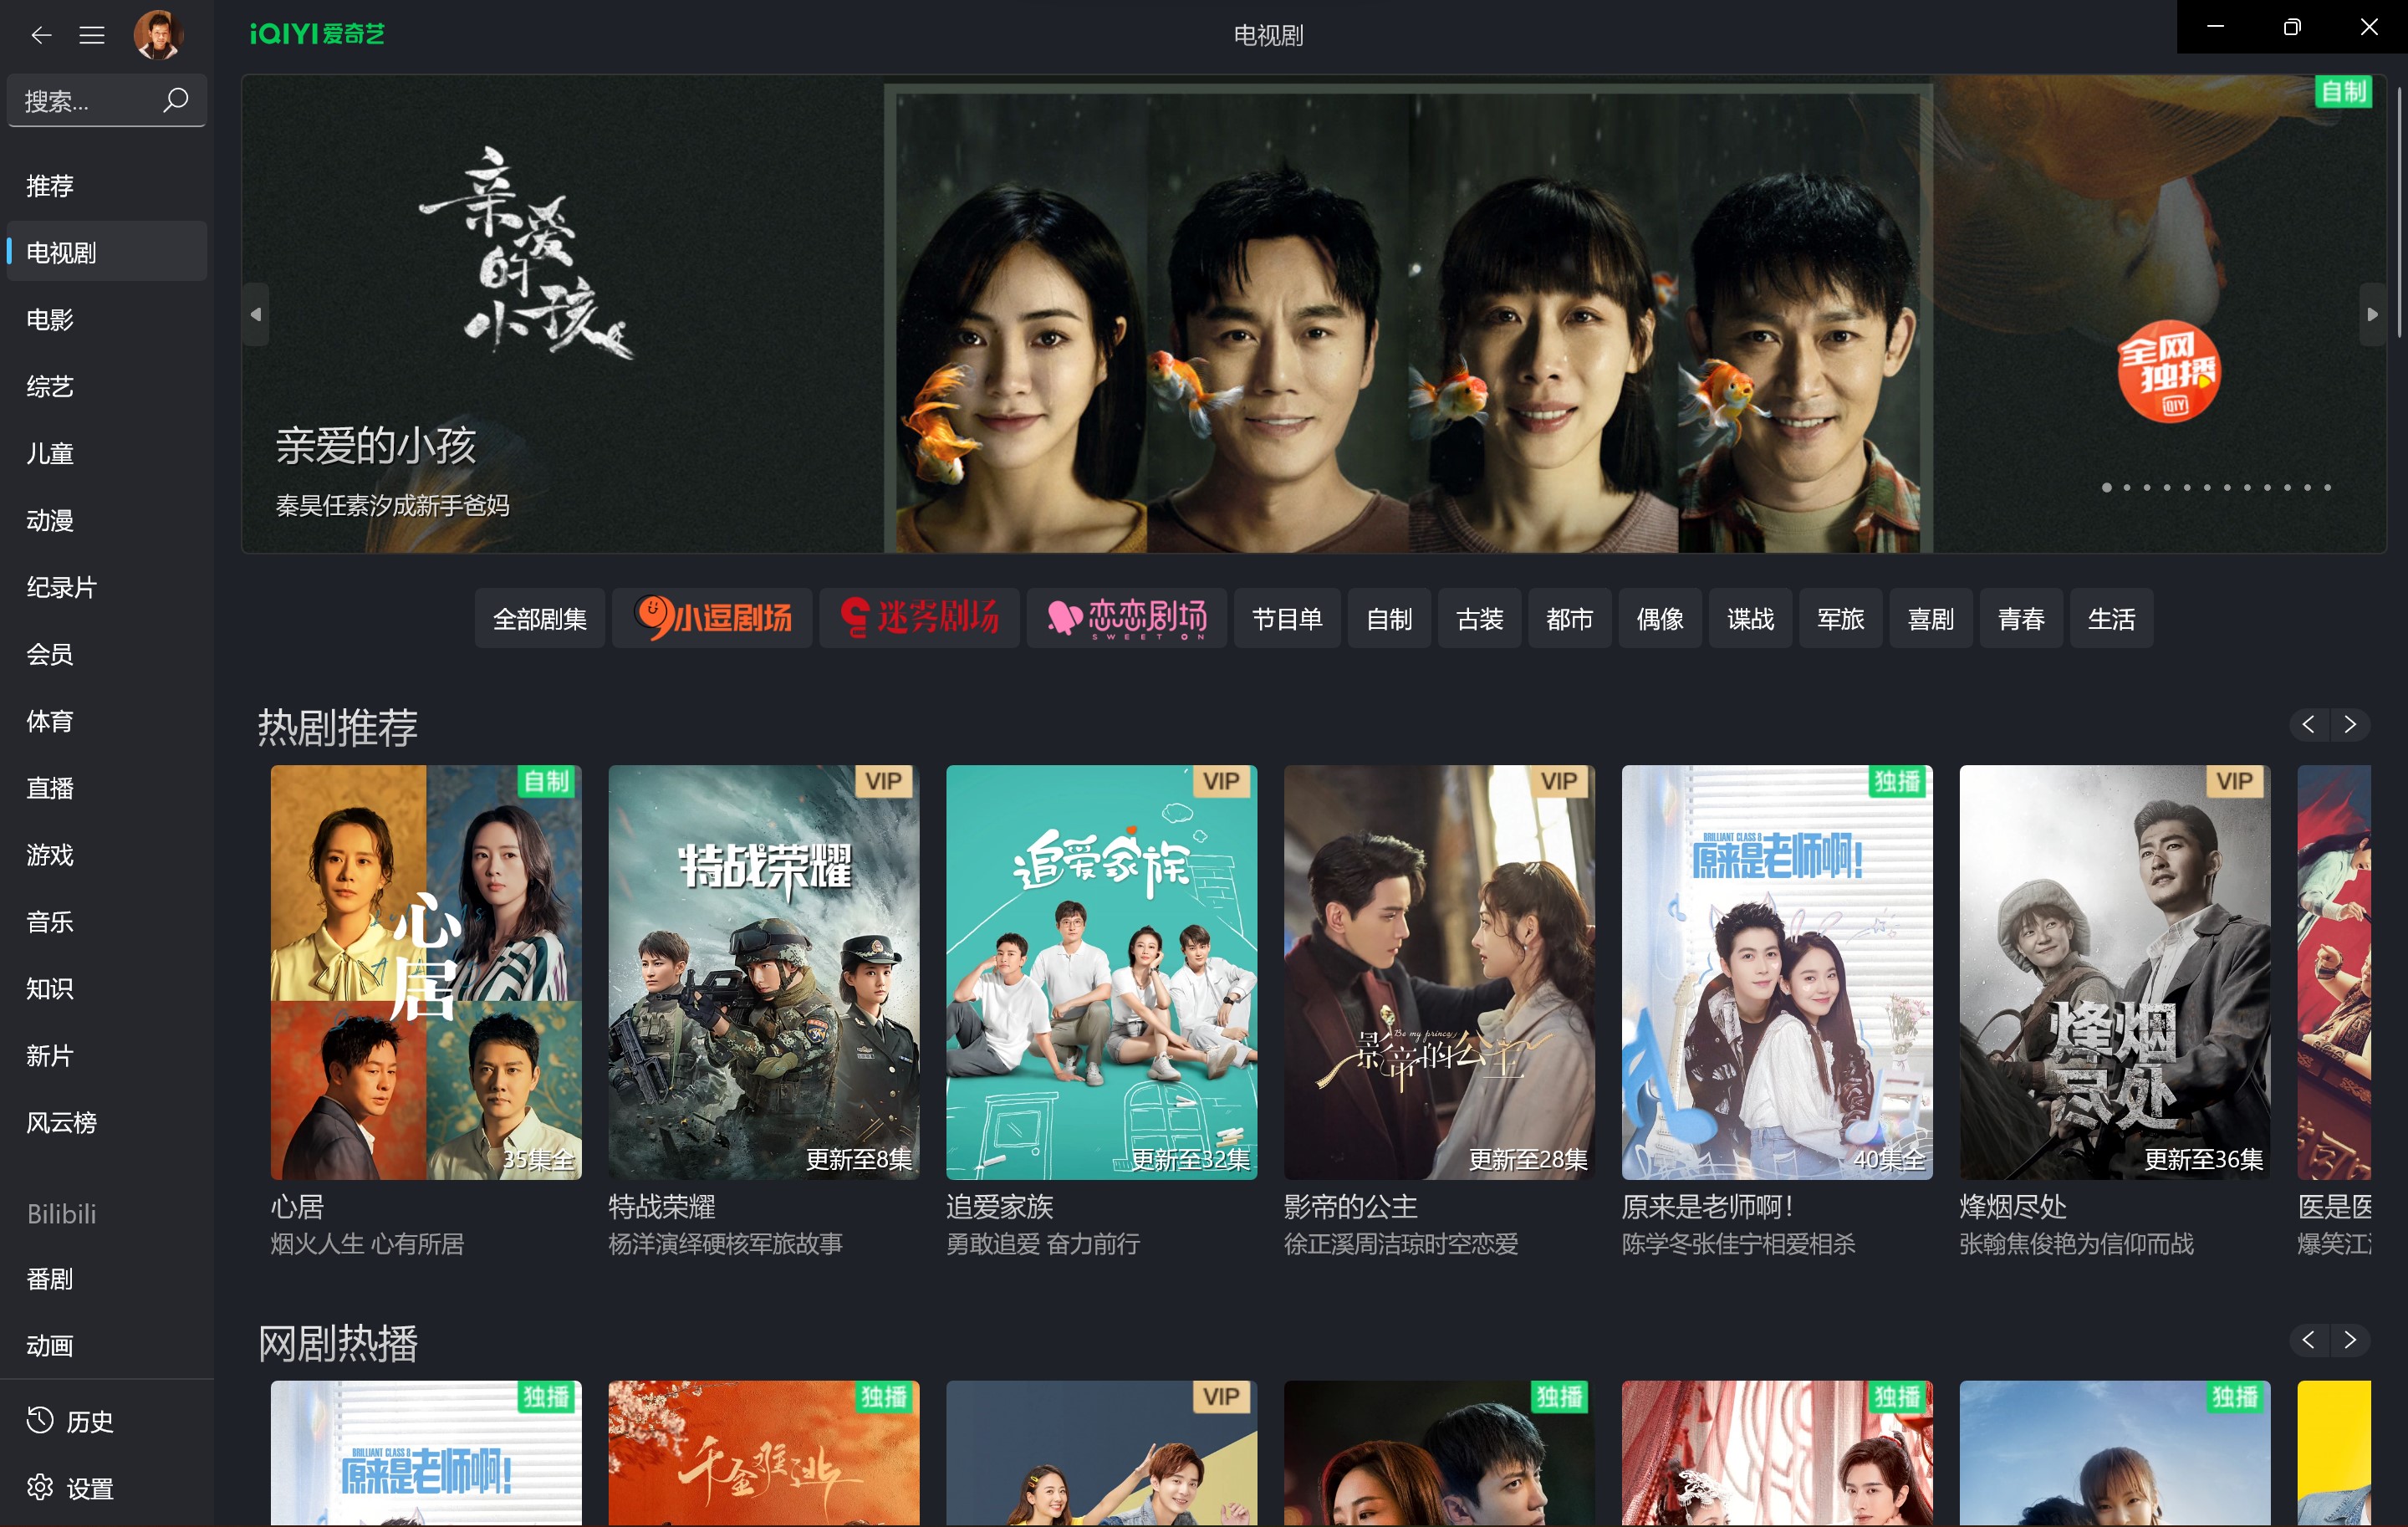 iQIYI 爱奇艺
电视剧
搜索...
推荐
电视剧
电影
综艺
儿童
动漫
纪录片
会员
体育
直播
游戏
音乐
知识
新片
风云榜
Bilibili
番剧
动画
历史
设置
自制
亲爱的小孩
全网
独播
iQIYI
亲爱的小孩
秦昊任素汐成新手爸妈
全部剧集
小逗剧场
迷雾剧场
恋恋剧场
SWEET ON
节目单
自制
古装
都市
偶像
谍战
军旅
喜剧
青春
生活
热剧推荐
自制
心居
35集全
心居
烟火人生 心有所居
VIP
特战荣耀
更新至8集
特战荣耀
杨洋演绎硬核军旅故事
VIP
追爱家族
更新至32集
追爱家族
勇敢追爱 奋力前行
VIP
Be my princess
影帝的公主
更新至28集
影帝的公主
徐正溪周洁琼时空恋爱
独播
BRILLIANT CLASS 8
原来是老师啊!
40集全
原来是老师啊!
陈学冬张佳宁相爱相杀
VIP
烽烟尽处
更新至36集
烽烟尽处
张翰焦俊艳为信仰而战
医是医
爆笑江
网剧热播
独播
BRILLIANT CLASS 8
原来是老师啊!
独播
千金难逃
VIP
独播
独播
独播